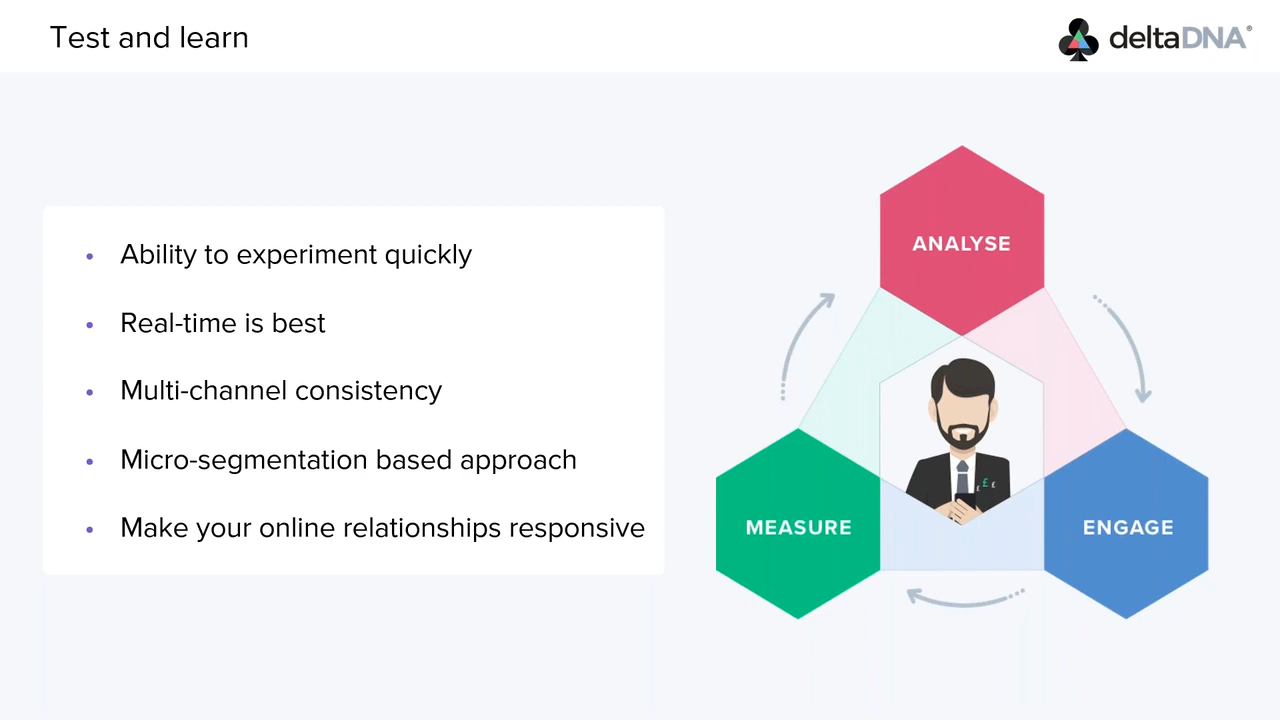 Test and learn
deltaDNA®
• Ability to experiment quickly
• Real-time is best
• Multi-channel consistency
• Micro-segmentation based approach
• Make your online relationships responsive
ANALYSE
£ £ £
MEASURE
ENGAGE